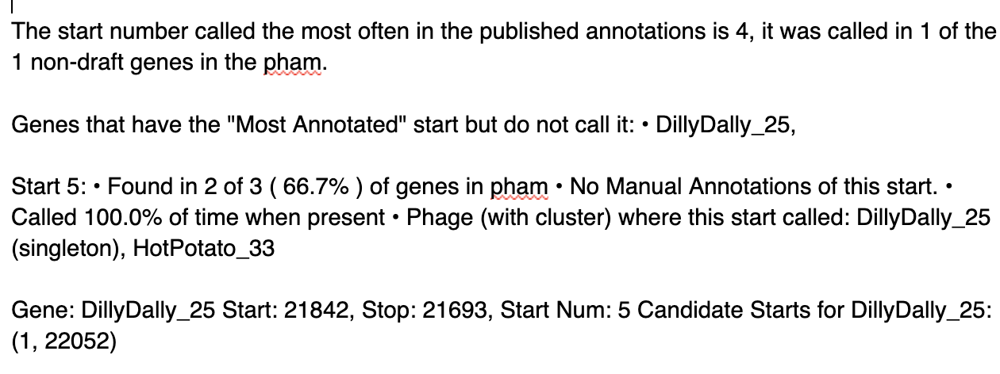 The start number called the most often in the published annotations is 4, it was called in 1 of the
1 non-draft genes in the pham.
Genes that have the "Most Annotated" start but do not call it: • DillyDally_25,
Start 5: • Found in 2 of 3 ( 66.7% ) of genes in pham • No Manual Annotations of this start. •
Called 100.0% of time when present • Phage (with cluster) where this start called: DillyDally_25
(singleton), HotPotato_33
Gene: DillyDally_25 Start: 21842, Stop: 21693, Start Num: 5 Candidate Starts for DillyDally_25:
(1, 22052)